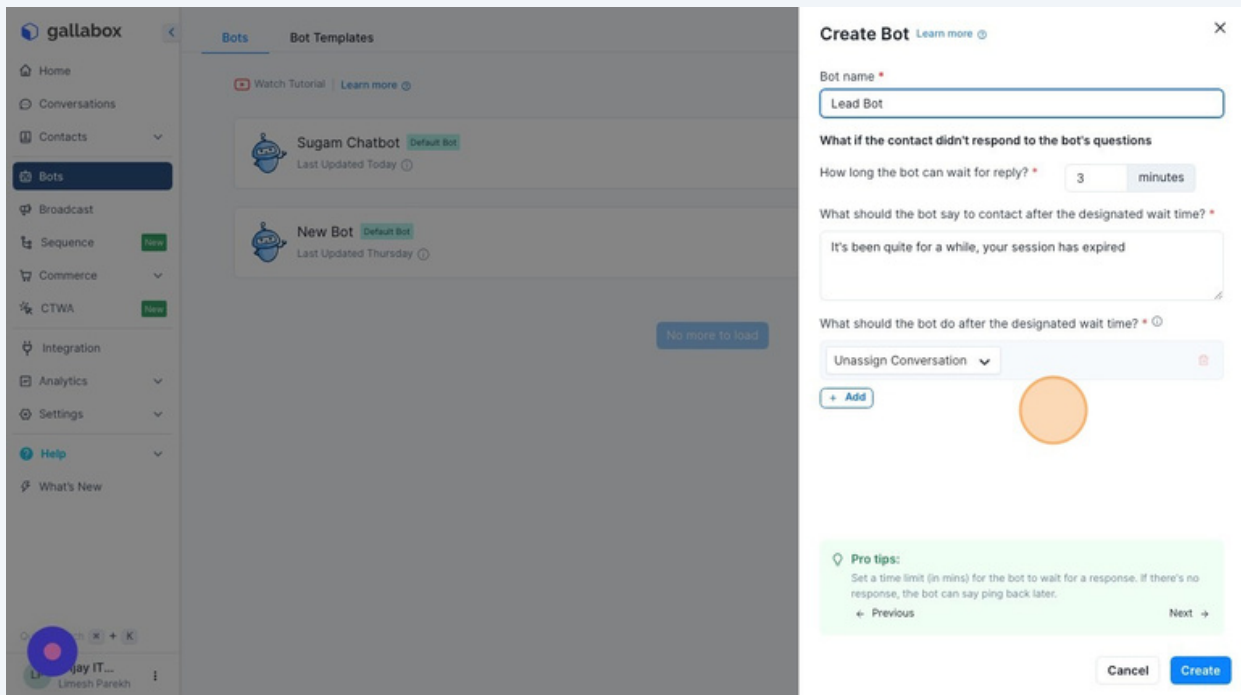 gallabox
Home
Conversations
Contacts
Bots
Broadcast
Sequence New
Commerce
CTWA New
Integration
Analytics
Settings
Help
What's New
⌘ + K
jay IT...
Limesh Parekh
Bots Bot Templates
Watch Tutorial | Learn more
Sugam Chatbot Default Bot
Last Updated Today
New Bot Default Bot
Last Updated Thursday
No more to load
Create Bot Learn more
Bot name *
Lead Bot
What if the contact didn't respond to the bot's questions
How long the bot can wait for reply? * 3 minutes
What should the bot say to contact after the designated wait time? *
It's been quite for a while, your session has expired
What should the bot do after the designated wait time? *
Unassign Conversation
+ Add
Pro tips:
Set a time limit (in mins) for the bot to wait for a response. If there's no
response, the bot can say ping back later.
← Previous Next →
Cancel Create